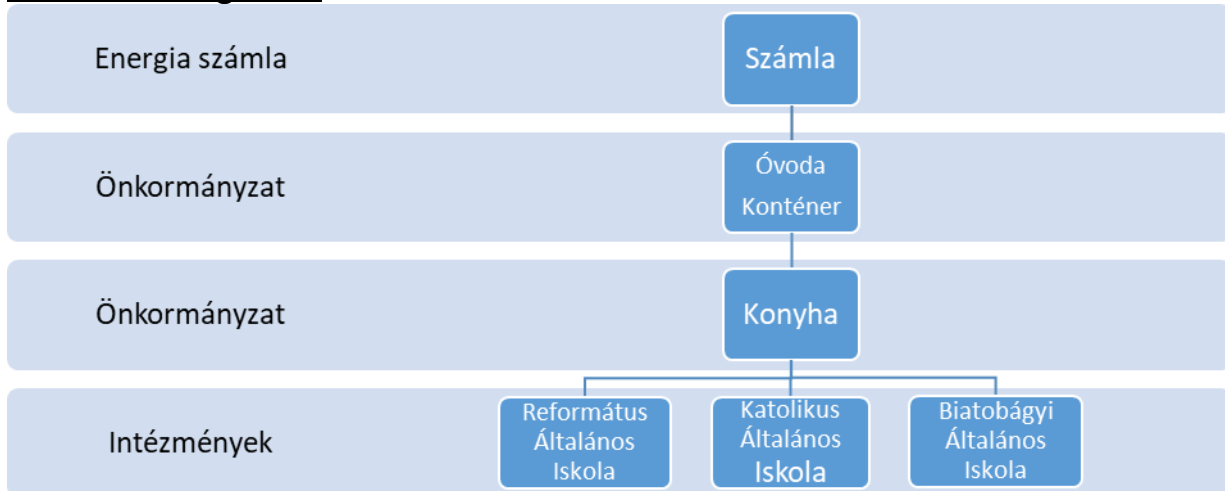 Energia számla
Számla
Önkormányzat
Óvoda
Konténer
Önkormányzat
Konyha
Intézmények
Református
Általános
Iskola
Katolikus
Általános
Iskola
Biatobágyi
Általános
Iskola